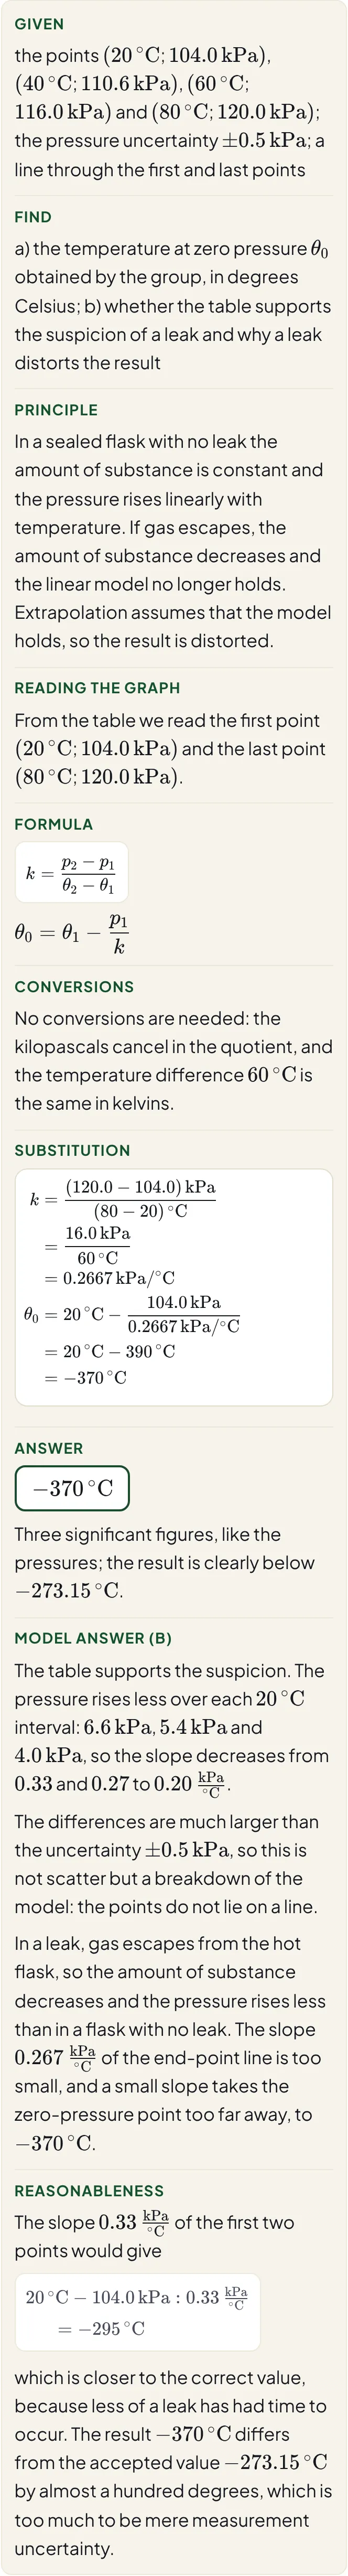 GIVEN
the points (20 °C; 104.0 kPa),
(40 °C; 110.6 kPa), (60 °C;
116.0 kPa) and (80 °C; 120.0 kPa);
the pressure uncertainty ±0.5 kPa; a
line through the first and last points
FIND
a) the temperature at zero pressure θ₀
obtained by the group, in degrees
Celsius; b) whether the table supports
the suspicion of a leak and why a leak
distorts the result
PRINCIPLE
In a sealed flask with no leak the
amount of substance is constant and
the pressure rises linearly with
temperature. If gas escapes, the
amount of substance decreases and
the linear model no longer holds.
Extrapolation assumes that the model
holds, so the result is distorted.
READING THE GRAPH
From the table we read the first point
(20 °C; 104.0 kPa) and the last point
(80 °C; 120.0 kPa).
FORMULA
k = (p₂ − p₁)/(θ₂ − θ₁)
θ₀ = θ₁ − p₁/k
CONVERSIONS
No conversions are needed: the
kilopascals cancel in the quotient, and
the temperature difference 60 °C is
the same in kelvins.
SUBSTITUTION
k = (120.0 − 104.0) kPa/(80 − 20) °C
= 16.0 kPa/60 °C
= 0.2667 kPa/°C
θ₀ = 20 °C − 104.0 kPa/0.2667 kPa/°C
= 20 °C − 390 °C
= −370 °C
ANSWER
−370 °C
Three significant figures, like the
pressures; the result is clearly below
−273.15 °C.
MODEL ANSWER (B)
The table supports the suspicion. The
pressure rises less over each 20 °C
interval: 6.6 kPa, 5.4 kPa and
4.0 kPa, so the slope decreases from
0.33 and 0.27 to 0.20 kPa/°C.
The differences are much larger than
the uncertainty ±0.5 kPa, so this is
not scatter but a breakdown of the
model: the points do not lie on a line.
In a leak, gas escapes from the hot
flask, so the amount of substance
decreases and the pressure rises less
than in a flask with no leak. The slope
0.267 kPa/°C of the end-point line is too
small, and a small slope takes the
zero-pressure point too far away, to
−370 °C.
REASONABLENESS
The slope 0.33 kPa/°C of the first two
points would give
20 °C − 104.0 kPa : 0.33 kPa/°C
= −295 °C
which is closer to the correct value,
because less of a leak has had time to
occur. The result −370 °C differs
from the accepted value −273.15 °C
by almost a hundred degrees, which is
too much to be mere measurement
uncertainty.